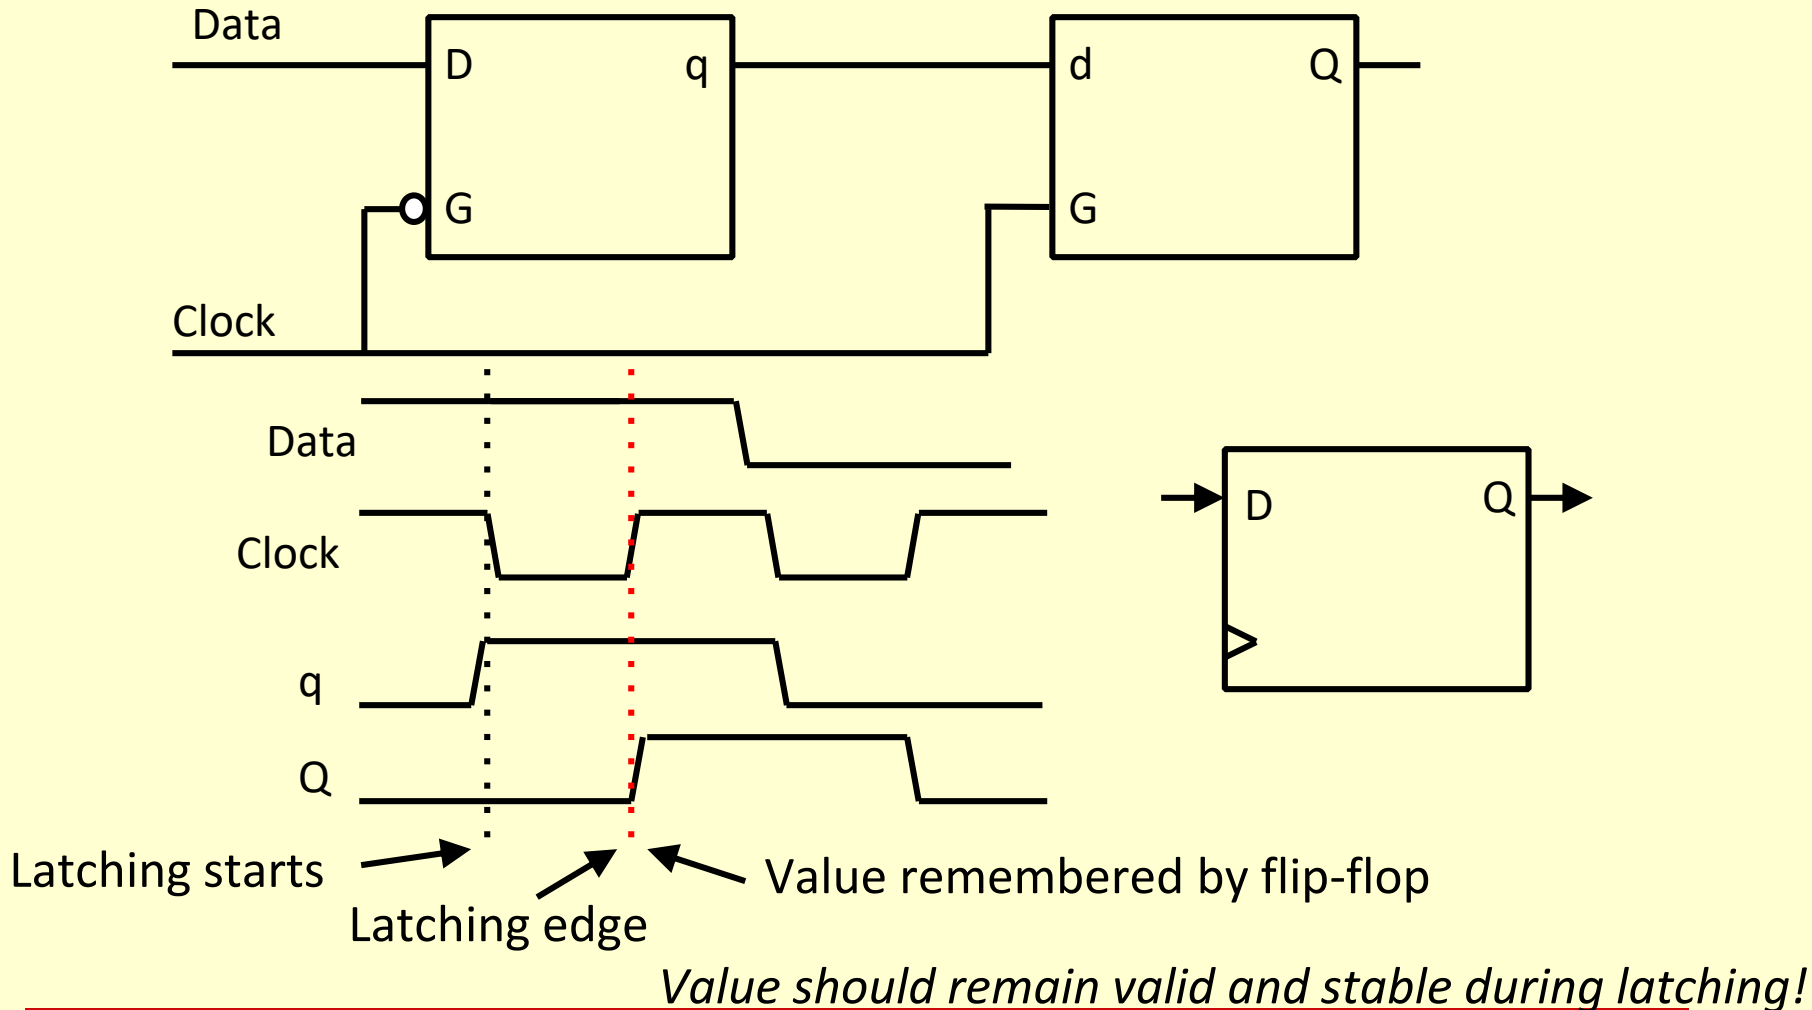 Data
D q d Q
G G
Clock
Data
Clock
D Q
q
Q
Latching starts
Value remembered by flip-flop
Latching edge
Value should remain valid and stable during latching!